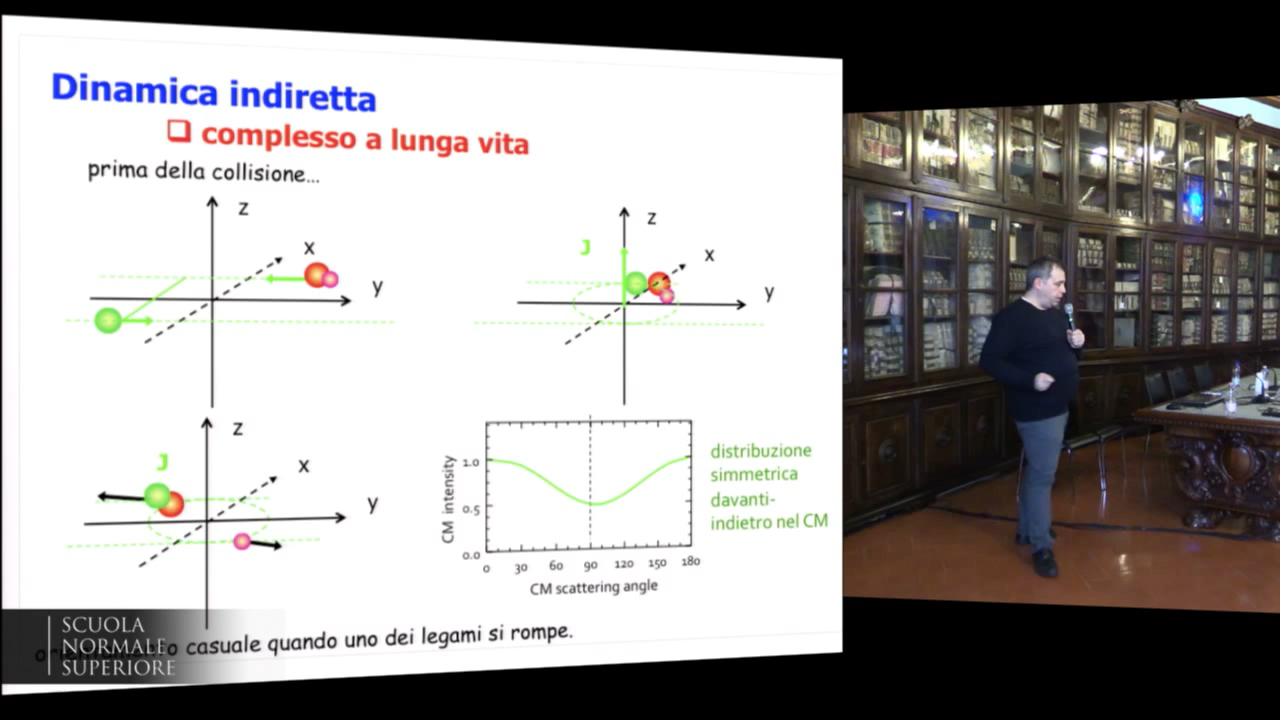 Dinamica indiretta
❑ complesso a lunga vita
prima della collisione...
z
x
y
z
J
x
y
z
J
x
y
CM intensity
1.0
0.5
0.0
0 30 60 90 120 150 180
CM scattering angle
distribuzione
simmetrica
davanti-
indietro nel CM
casuale quando uno dei legami si rompe.
SCUOLA
NORMALE
SUPERIORE